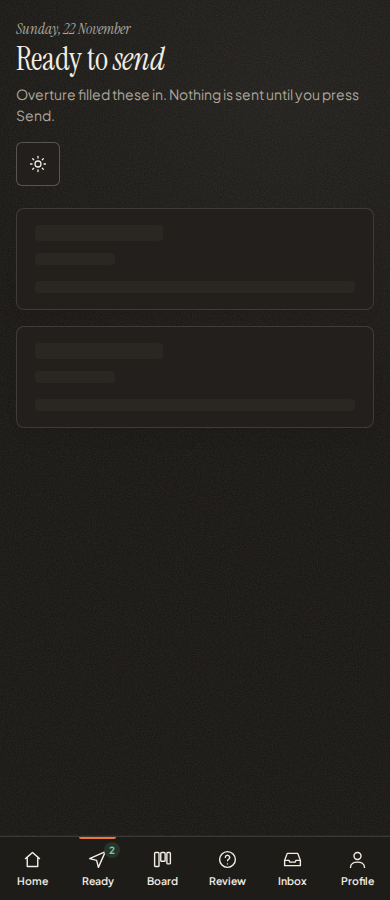 Sunday, 22 November
Ready to send
Overture filled these in. Nothing is sent until you press
Send.
2
Home
Ready
Board
Review
Inbox
Profile